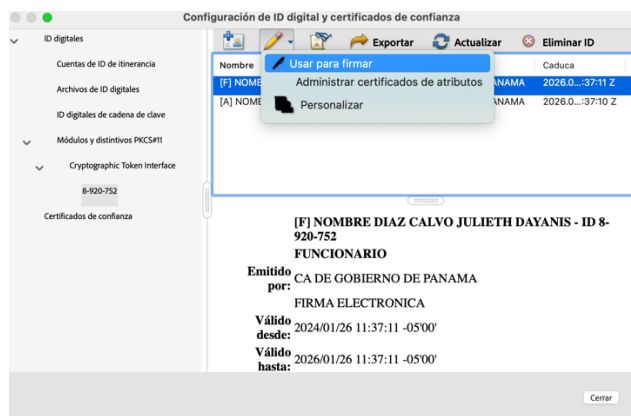 Configuración de ID digital y certificados de confianza
ID digitales
Cuentas de ID de itinerancia
Archivos de ID digitales
ID digitales de cadena de clave
Módulos y distintivos PKCS#11
Cryptographic Token Interface
8-920-752
Certificados de confianza
Exportar
Actualizar
Eliminar ID
Nombre
Caduca
Usar para firmar
Administrar certificados de atributos
Personalizar
[F] NOME
ANAMA
2026.0...:37:11 Z
[A] NOME
PANAMA
2026.0...:37:10 Z
[F] NOMBRE DIAZ CALVO JULIETH DAYANIS - ID 8-
920-752
FUNCIONARIO
Emitido por: CA DE GOBIERNO DE PANAMA
FIRMA ELECTRONICA
Válido desde: 2024/01/26 11:37:11 -05'00'
Válido hasta: 2026/01/26 11:37:11 -05'00'
Cerrar